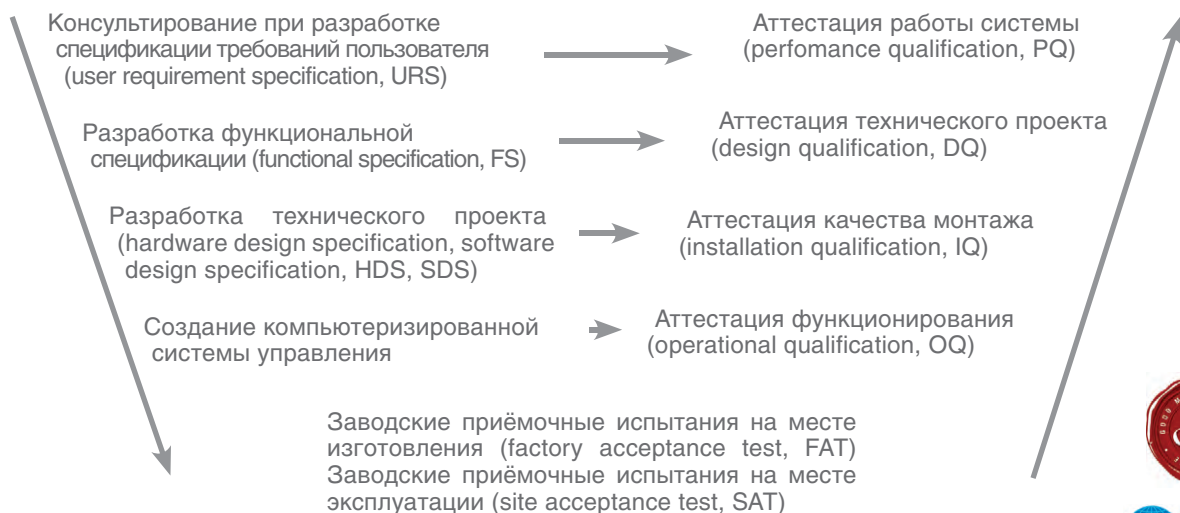 Консультирование при разработке
спецификации требований пользователя
(user requirement specification, URS)
Аттестация работы системы
(perfomance qualification, PQ)
Разработка функциональной
спецификации (functional specification, FS)
Аттестация технического проекта
(design qualification, DQ)
Разработка технического проекта
(hardware design specification, software
design specification, HDS, SDS)
Аттестация качества монтажа
(installation qualification, IQ)
Создание компьютеризированной
системы управления
Аттестация функционирования
(operational qualification, OQ)
Заводские приёмочные испытания на месте
изготовления (factory acceptance test, FAT)
Заводские приёмочные испытания на месте
эксплуатации (site acceptance test, SAT)